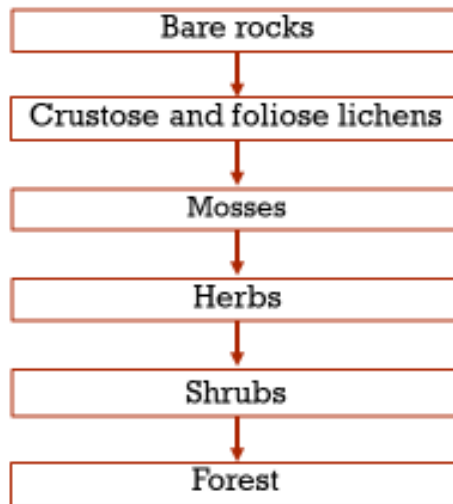 Bare rocks
Crustose and foliose lichens
Mosses
Herbs
Shrubs
Forest